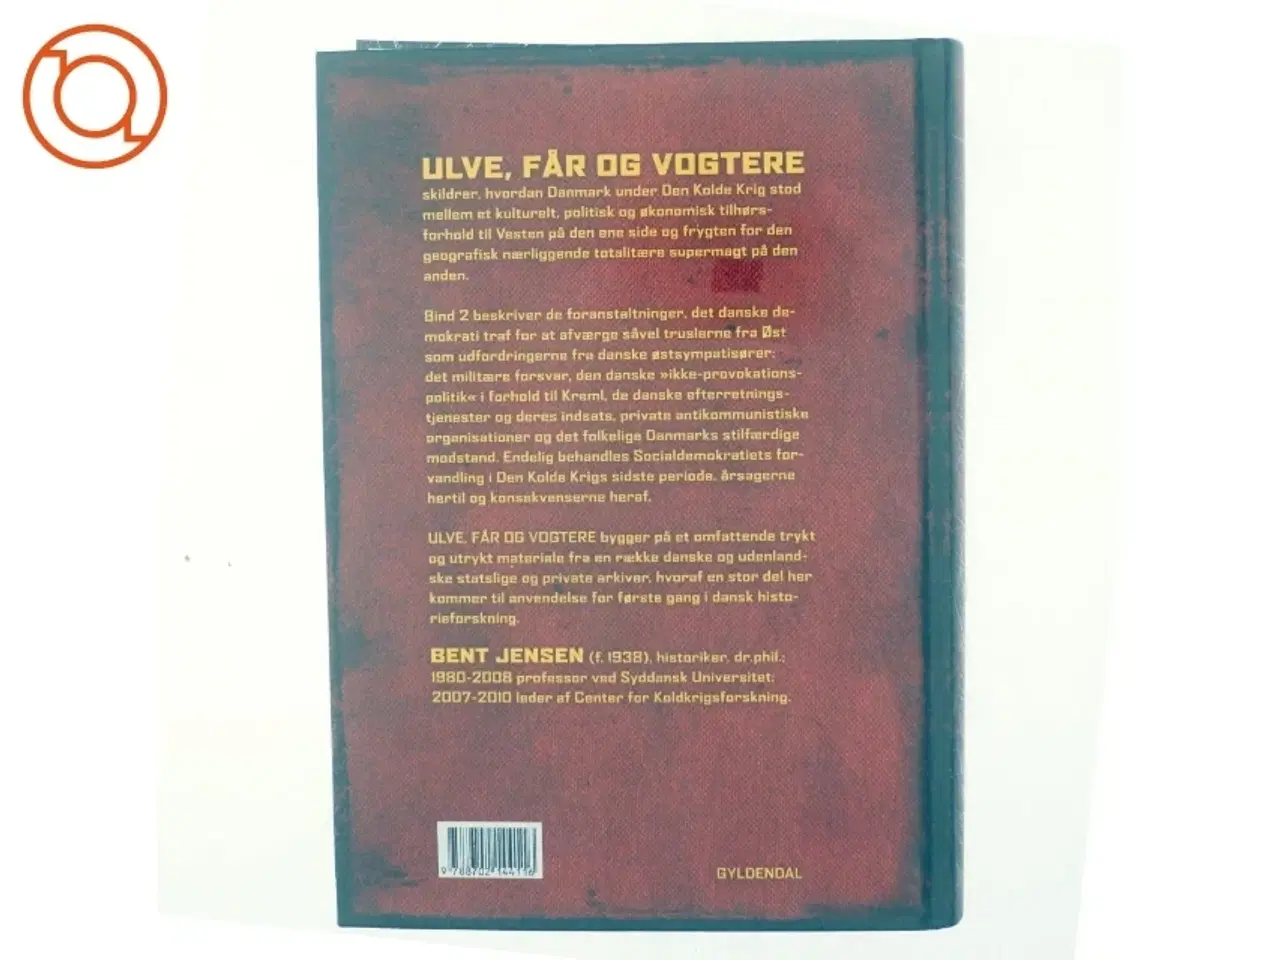 ULVE, FÅR OG VOGTERE
skildrer, hvordan Danmark under Den Kolde Krig stod
mellem et kulturelt, politisk og økonomisk tilhørs-
forhold til Vesten på den ene side og frygten for den
geografisk nærliggende totalitære supermagt på den
anden.
Bind 2 beskriver de foranstaltninger, det danske de-
mokrati traf for at afværge såvel truslerne fra Øst
som udfordringerne fra danske østsympatisører:
det militære forsvar, den danske »ikke-provokations-
politik« i forhold til Kreml, de danske efterretnings-
tjenester og deres indsats, private antikommunistiske
organisationer og det folkelige Danmarks stilfærdige
modstand. Endelig behandles Socialdemokratiets for-
vandling i Den Kolde Krigs sidste periode, årsagerne
hertil og konsekvenserne heraf.
ULVE, FÅR OG VOGTERE bygger på et omfattende trykt
og utrykt materiale fra en række danske og udenland-
ske statslige og private arkiver, hvoraf en stor del her
kommer til anvendelse for første gang i dansk histo-
rieforskning.
BENT JENSEN (f. 1938), historiker, dr.phil.;
1980-2008 professor ved Syddansk Universitet;
2007-2010 leder af Center for Koldkrigsforskning.
9 788702 144116
GYLDENDAL